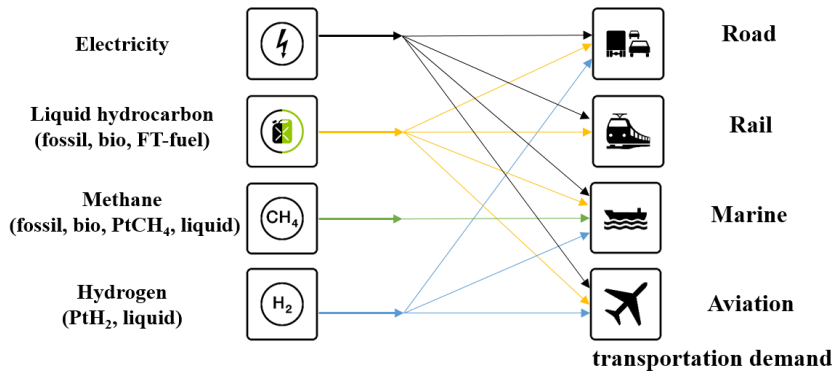 Electricity
Road
Liquid hydrocarbon
(fossil, bio, FT-fuel)
Rail
Methane
(fossil, bio, PtCH₄, liquid)
CH₄
Marine
Hydrogen
(PtH₂, liquid)
H₂
Aviation
transportation demand